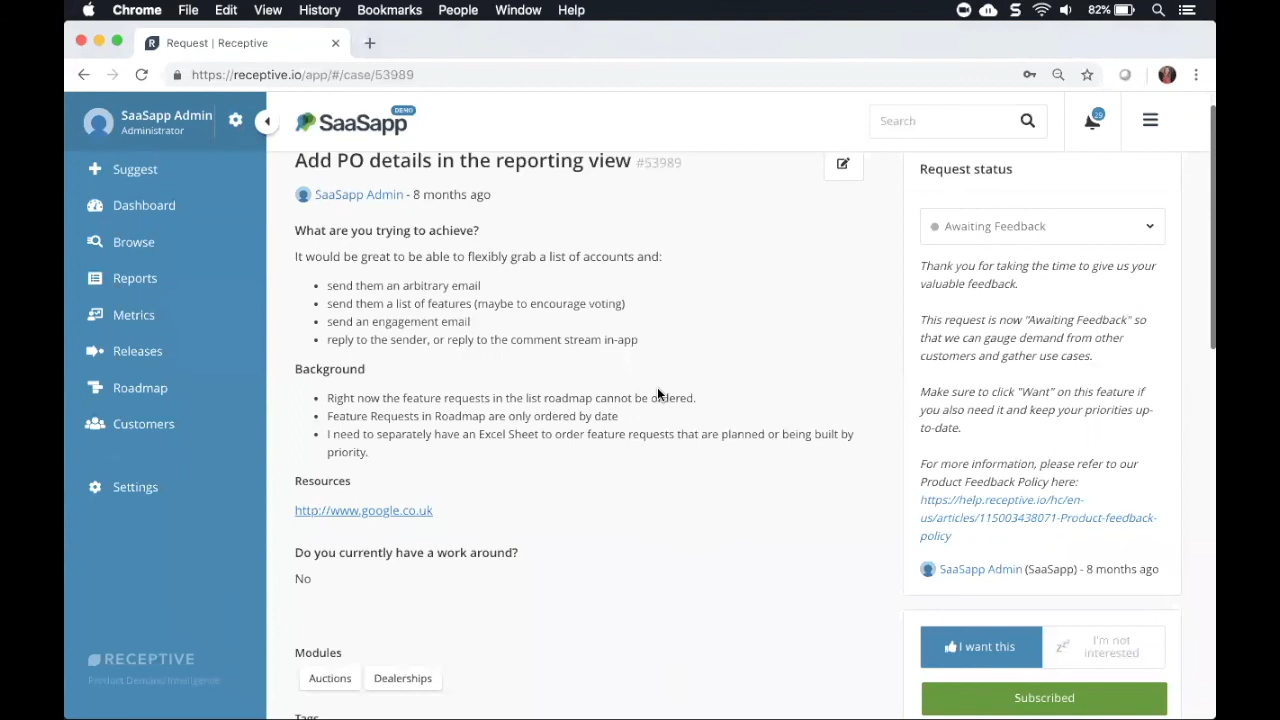 Chrome File Edit View History Bookmarks People Window Help 82%
Request | Receptive
https://receptive.io/app/#/case/53989
SaaSapp Admin
Administrator
Suggest
Dashboard
Browse
Reports
Metrics
Releases
Roadmap
Customers
Settings
RECEPTIVE
Product Demand Intelligence
DEMO
SaaSapp
Search
Add PO details in the reporting view #53989
SaaSapp Admin - 8 months ago
What are you trying to achieve?
It would be great to be able to flexibly grab a list of accounts and:
• send them an arbitrary email
• send them a list of features (maybe to encourage voting)
• send an engagement email
• reply to the sender, or reply to the comment stream in-app
Background
• Right now the feature requests in the list roadmap cannot be ordered.
• Feature Requests in Roadmap are only ordered by date
• I need to separately have an Excel Sheet to order feature requests that are planned or being built by
priority.
Resources
http://www.google.co.uk
Do you currently have a work around?
No
Modules
Auctions Dealerships
Tags
Request status
Awaiting Feedback
Thank you for taking the time to give us your
valuable feedback.
This request is now "Awaiting Feedback" so
that we can gauge demand from other
customers and gather use cases.
Make sure to click "Want" on this feature if
you also need it and keep your priorities up-
to-date.
For more information, please refer to our
Product Feedback Policy here:
https://help.receptive.io/hc/en-
us/articles/115003438071-Product-feedback-
policy
SaaSapp Admin (SaaSapp) - 8 months ago
I want this
I'm not
interested
Subscribed